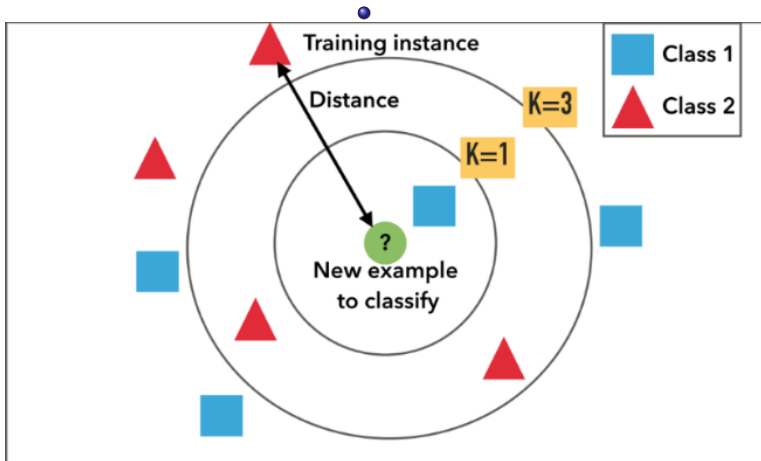 Training instance
Class 1
Distance
K=3
Class 2
K=1
?
New example
to classify